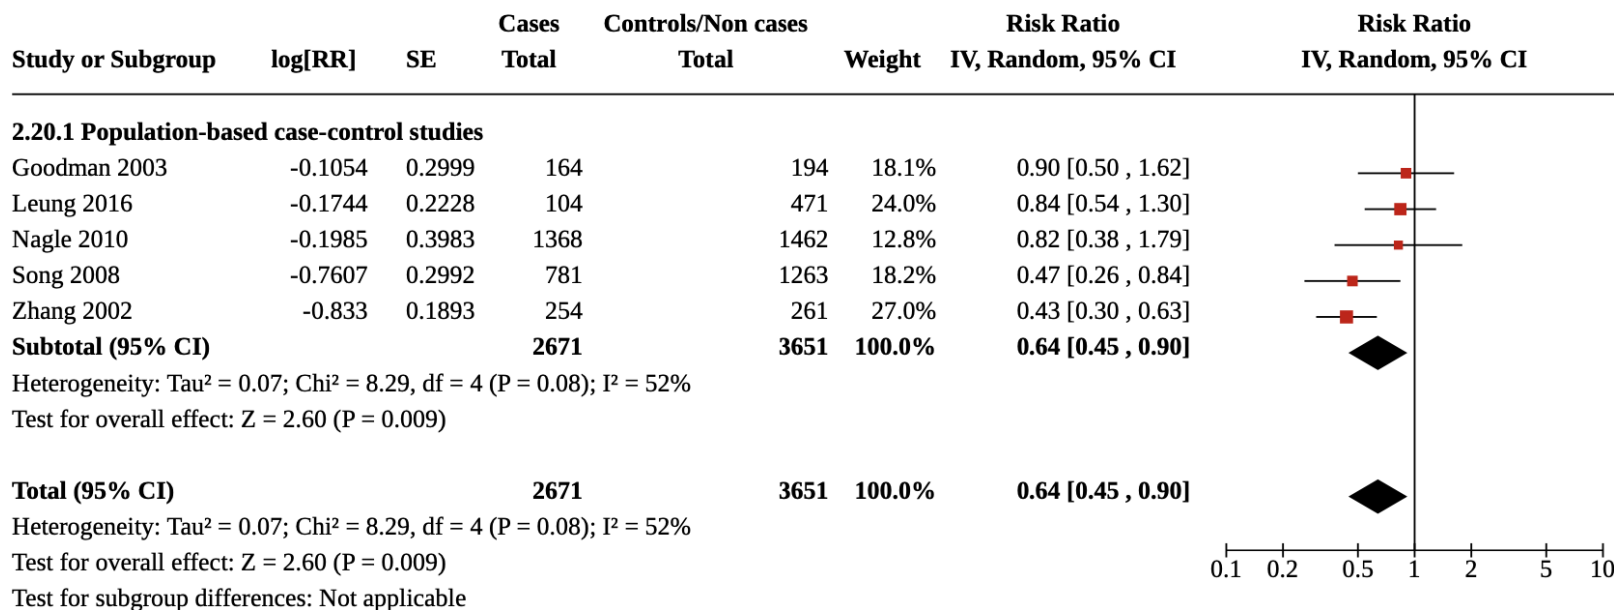 Cases Controls/Non cases Risk Ratio Risk Ratio
Study or Subgroup log[RR] SE Total Total Weight IV, Random, 95% CI IV, Random, 95% CI
2.20.1 Population-based case-control studies
Goodman 2003 -0.1054 0.2999 164 194 18.1% 0.90 [0.50 , 1.62]
Leung 2016 -0.1744 0.2228 104 471 24.0% 0.84 [0.54 , 1.30]
Nagle 2010 -0.1985 0.3983 1368 1462 12.8% 0.82 [0.38 , 1.79]
Song 2008 -0.7607 0.2992 781 1263 18.2% 0.47 [0.26 , 0.84]
Zhang 2002 -0.833 0.1893 254 261 27.0% 0.43 [0.30 , 0.63]
Subtotal (95% CI) 2671 3651 100.0% 0.64 [0.45 , 0.90]
Heterogeneity: Tau² = 0.07; Chi² = 8.29, df = 4 (P = 0.08); I² = 52%
Test for overall effect: Z = 2.60 (P = 0.009)
Total (95% CI) 2671 3651 100.0% 0.64 [0.45 , 0.90]
Heterogeneity: Tau² = 0.07; Chi² = 8.29, df = 4 (P = 0.08); I² = 52%
Test for overall effect: Z = 2.60 (P = 0.009)
0.1 0.2 0.5 1 2 5 10
Test for subgroup differences: Not applicable